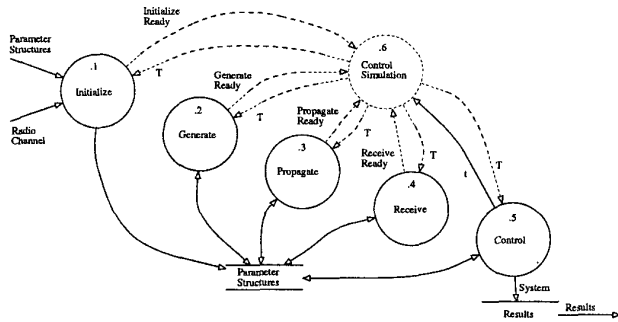 Initialize
Ready
Parameter
Structures
.1
Initialize
Radio
Channel
T
.6
Control
Simulation
Generate
Ready
T
.2
Generate
Propagate
Ready
T
.3
Propagate
Receive
Ready
T
.4
Receive
t
T
.5
Control
Parameter
Structures
System
Results
Results